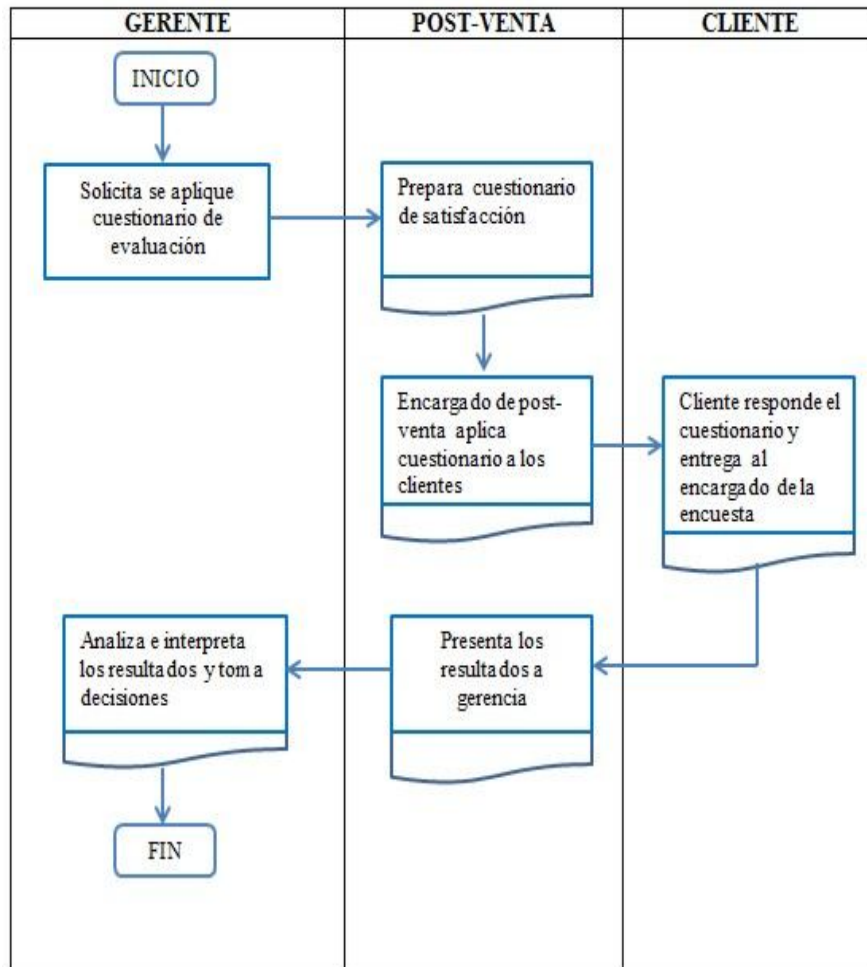 GERENTE
POST-VENTA
CLIENTE
INICIO
Solicita se aplique
cuestionario de
evaluación
Prepara cuestionario
de satisfacción
Encargado de post-
venta aplica
cuestionario a los
clientes
Cliente responde el
cuestionario y
entrega al
encargado de la
encuesta
Presenta los
resultados a
gerencia
Analiza e interpreta
los resultados y toma
decisiones
FIN